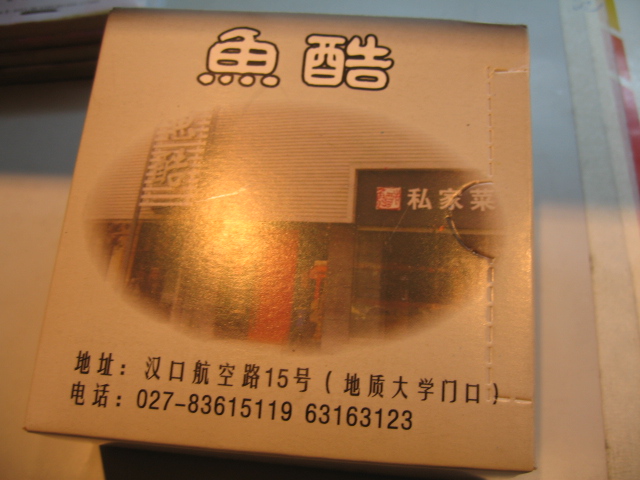 魚酷
私家菜
地址：汉口航空路15号（地质大学门口）
电话：027-83615119 63163123